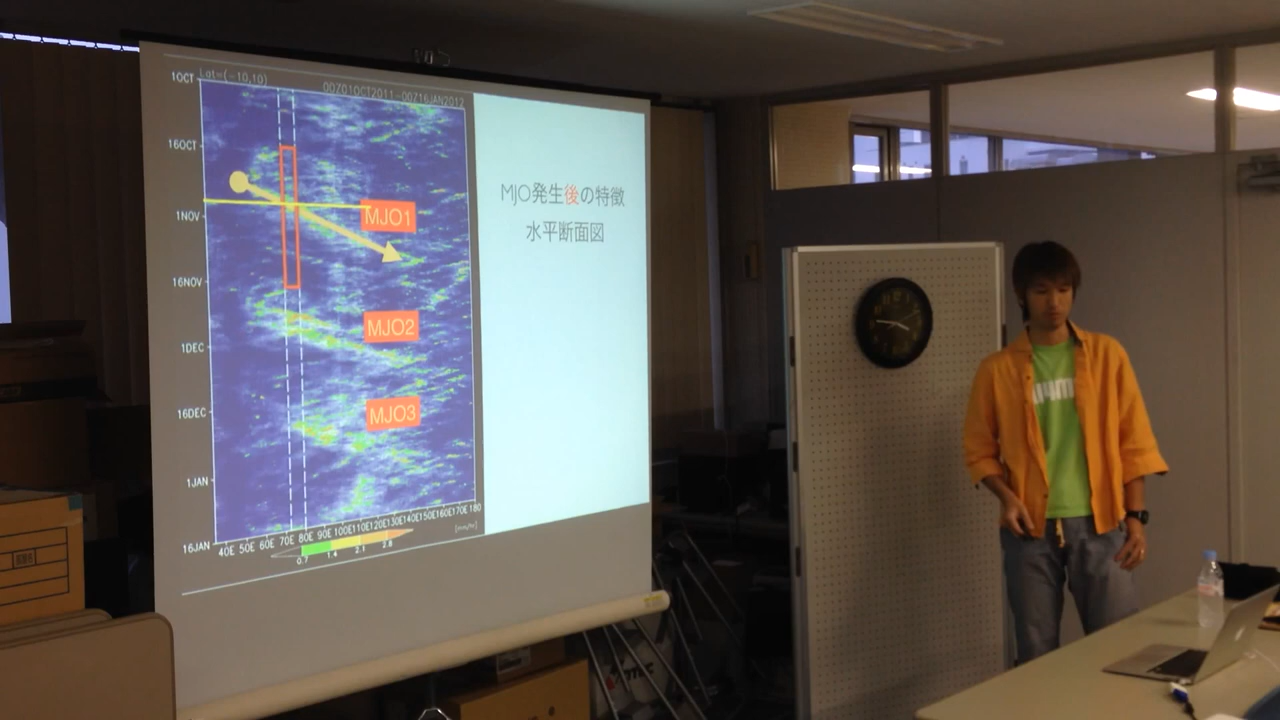 Lat=(-10,10)
00Z01OCT2011-00Z16JAN2012
1OCT
16OCT
1NOV
16NOV
1DEC
16DEC
1JAN
16JAN
MJO1
MJO2
MJO3
40E 50E 60E 70E 80E 90E 100E 110E 120E 130E 140E 150E 160E 170E 180
0.7 1.4 2.1 2.8
MJO発生後の特徴
水平断面図